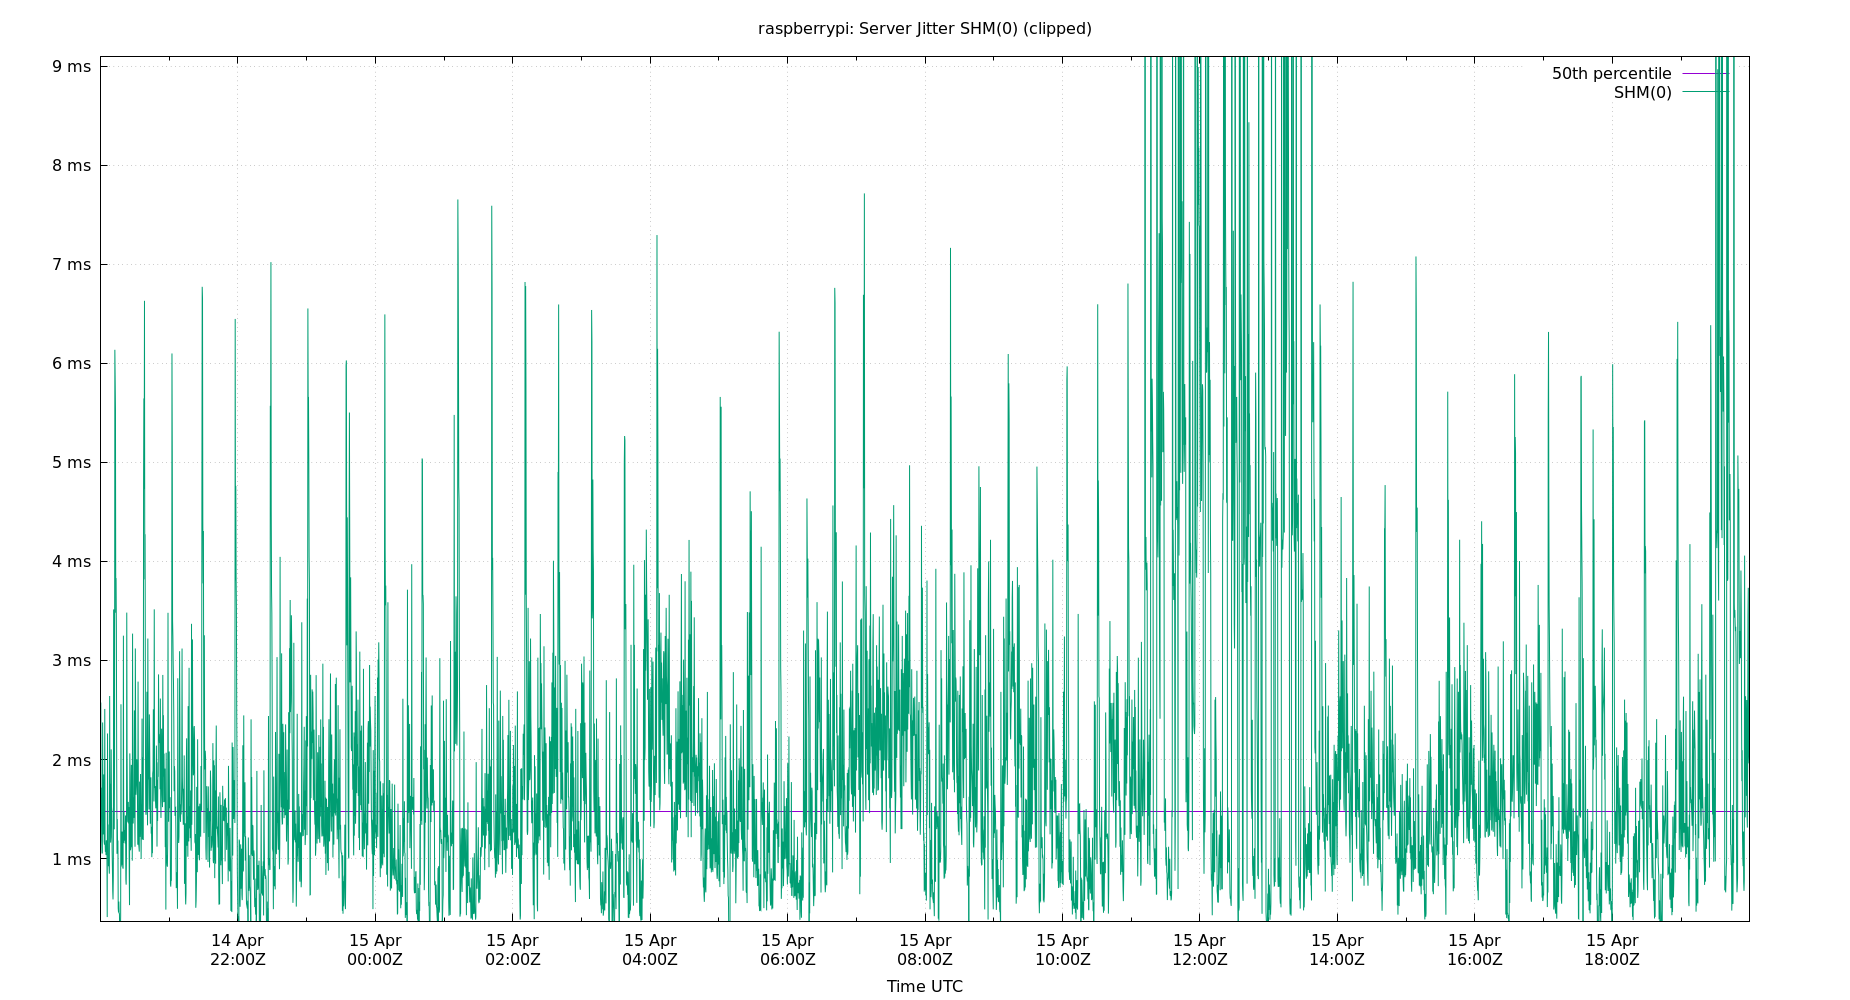 raspberrypi: Server Jitter SHM(0) (clipped)
9 ms
50th percentile
SHM(0)
8 ms
7 ms
6 ms
5 ms
4 ms
3 ms
2 ms
1 ms
14 Apr 15 Apr 15 Apr 15 Apr 15 Apr 15 Apr 15 Apr 15 Apr 15 Apr 15 Apr 15 Apr
22:00Z 00:00Z 02:00Z 04:00Z 06:00Z 08:00Z 10:00Z 12:00Z 14:00Z 16:00Z 18:00Z
Time UTC